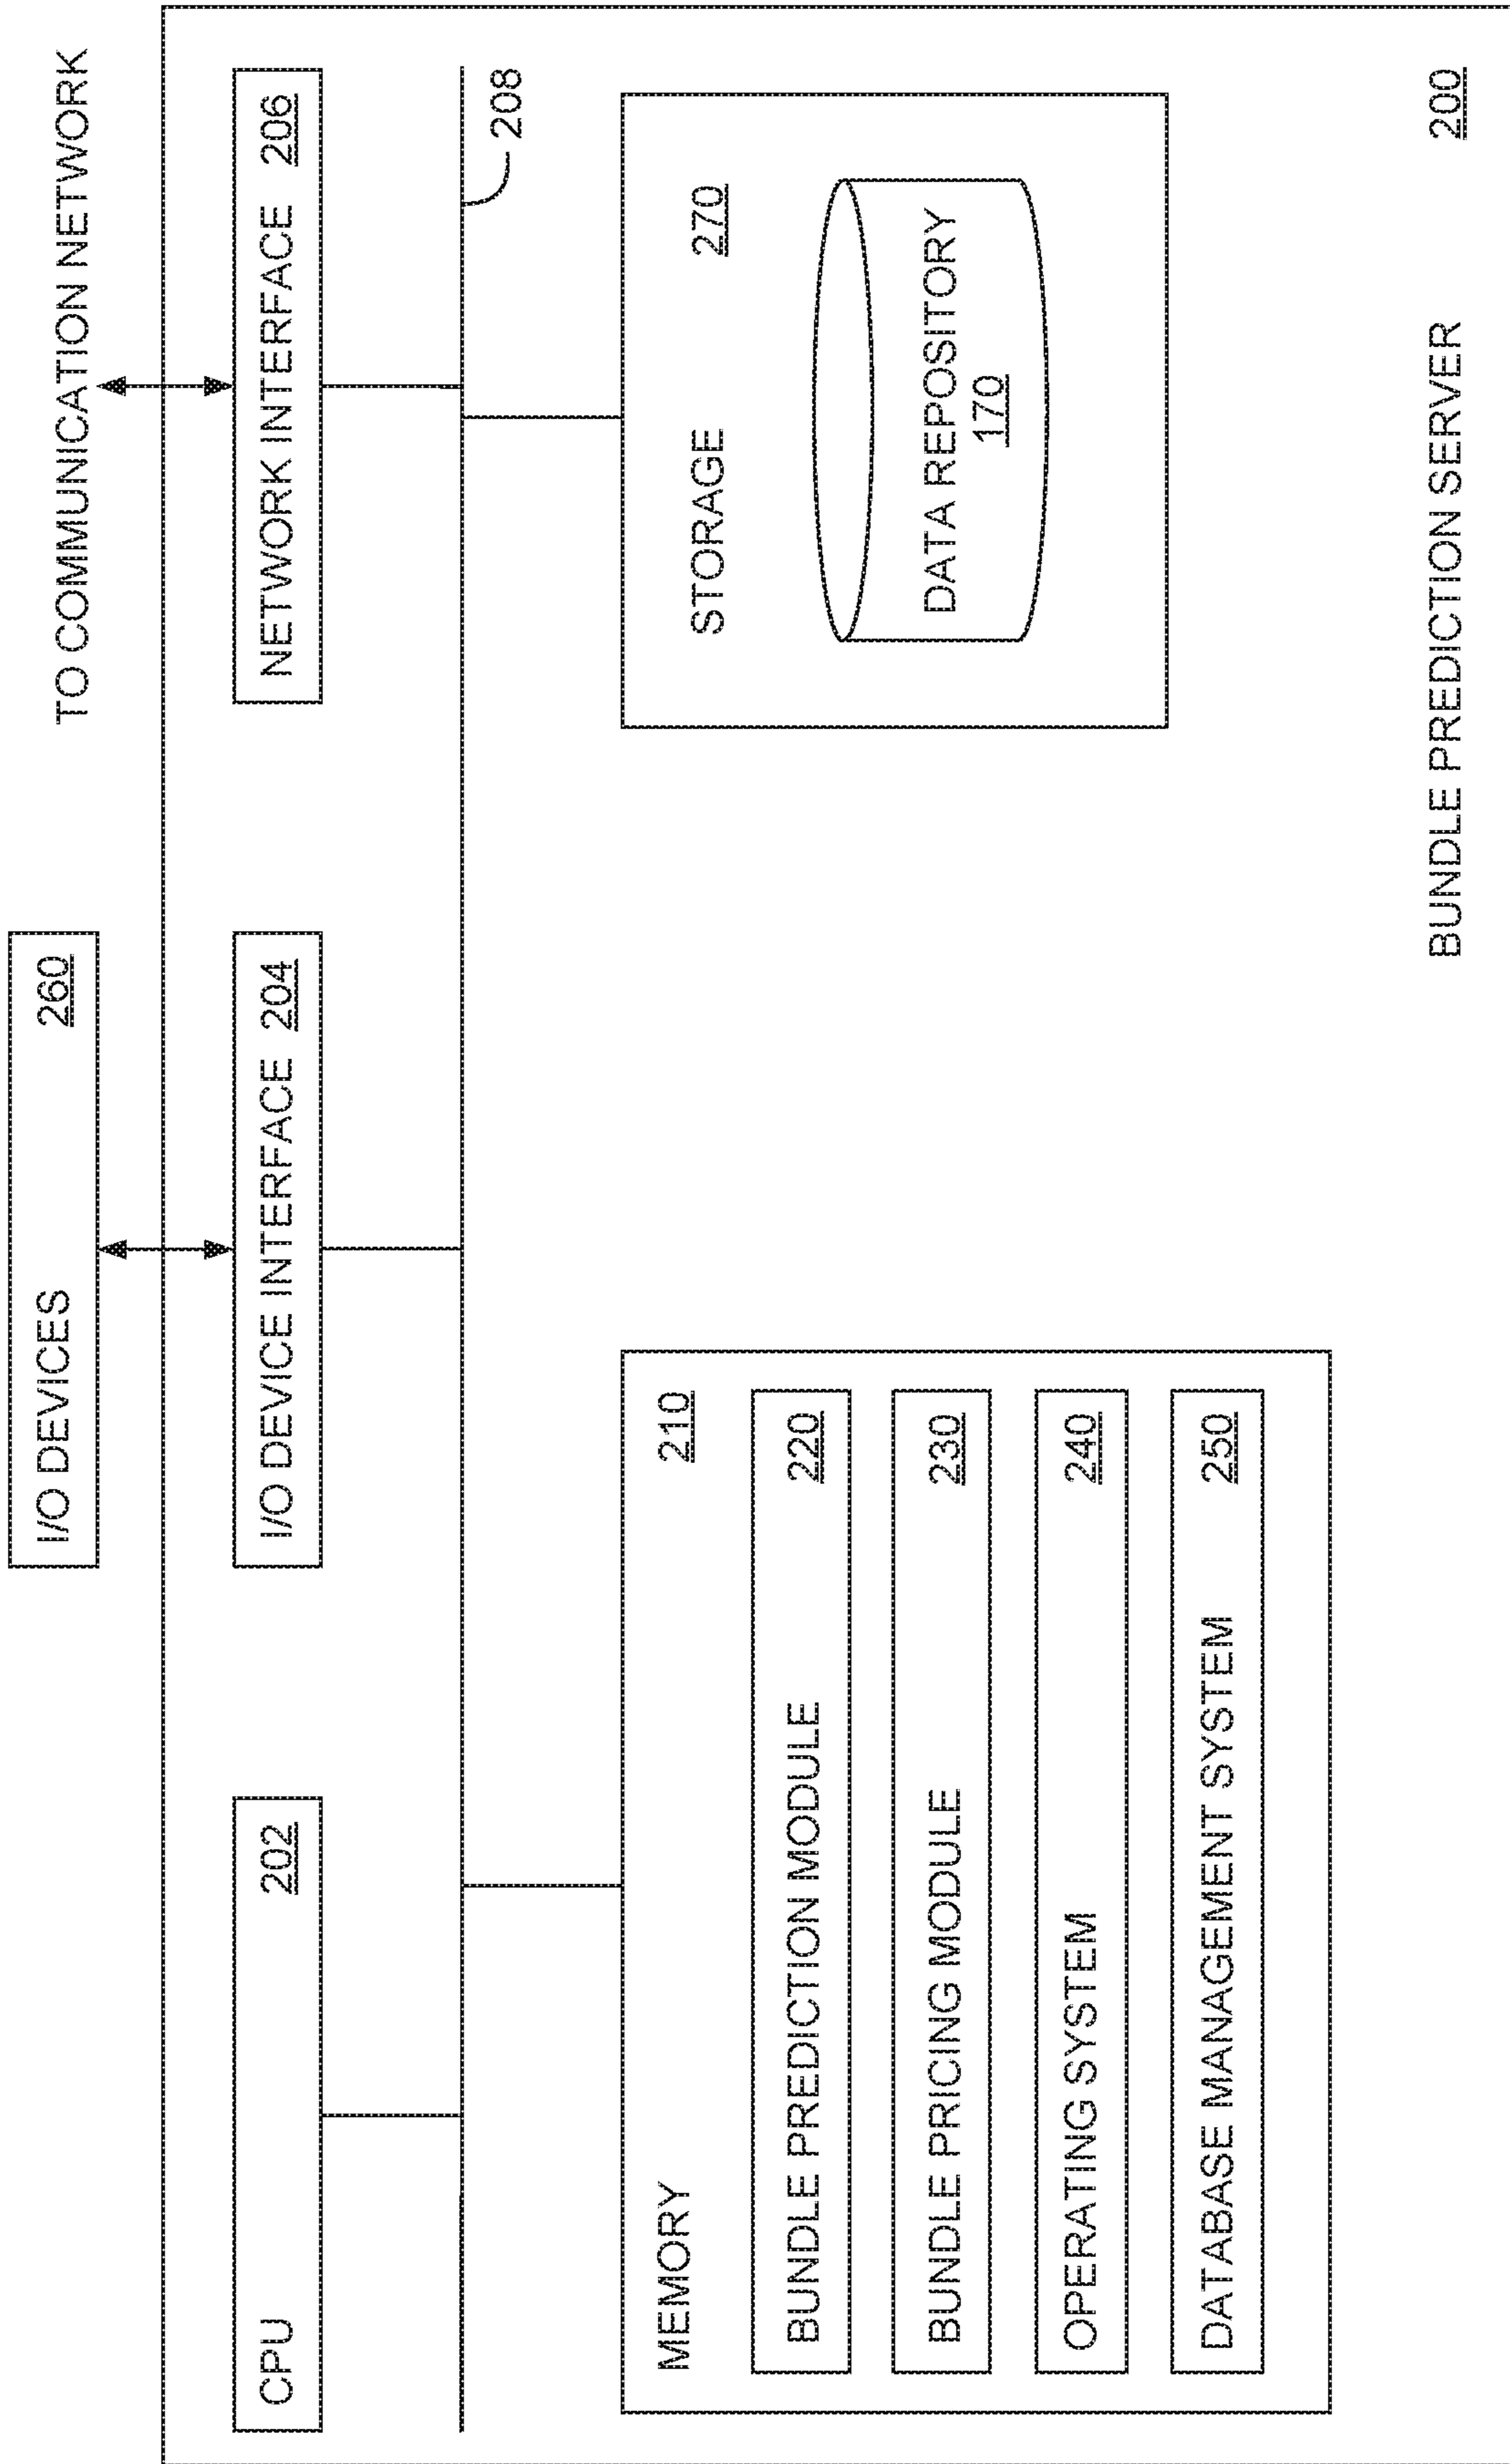 I/O DEVICES 260
TO COMMUNICATION NETWORK
CPU 202
I/O DEVICE INTERFACE 204
NETWORK INTERFACE 206
208
MEMORY 210
BUNDLE PREDICTION MODULE 220
BUNDLE PRICING MODULE 230
OPERATING SYSTEM 240
DATABASE MANAGEMENT SYSTEM 250
STORAGE 270
DATA REPOSITORY
170
BUNDLE PREDICTION SERVER 200